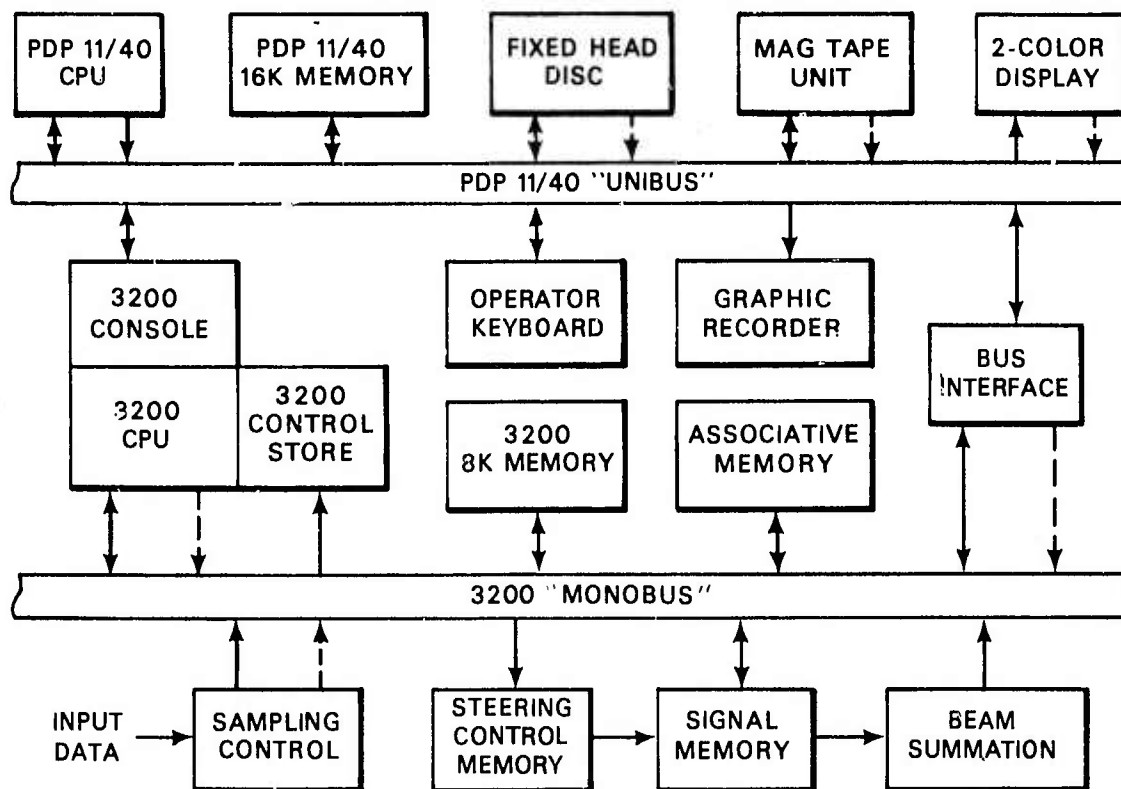 PDP 11/40
CPU
PDP 11/40
16K MEMORY
FIXED HEAD
DISC
MAG TAPE
UNIT
2-COLOR
DISPLAY
PDP 11/40 "UNIBUS"
3200
CONSOLE
OPERATOR
KEYBOARD
GRAPHIC
RECORDER
BUS
INTERFACE
3200
CPU
3200
CONTROL
STORE
3200
8K MEMORY
ASSOCIATIVE
MEMORY
3200 "MONOBUS"
INPUT
DATA
SAMPLING
CONTROL
STEERING
CONTROL
MEMORY
SIGNAL
MEMORY
BEAM
SUMMATION